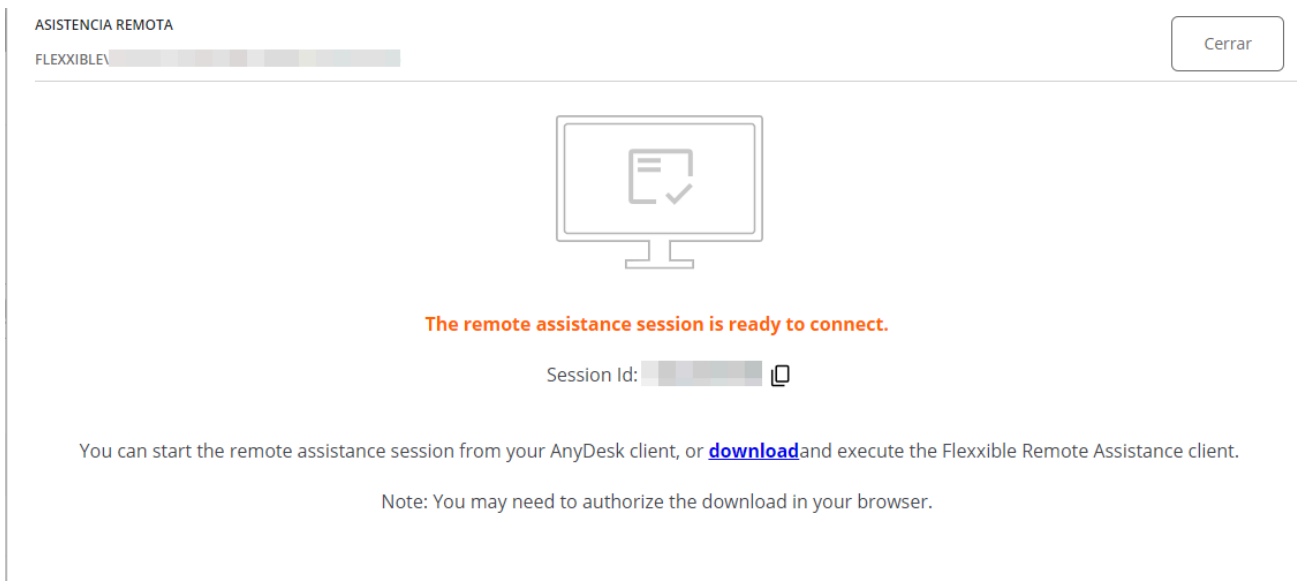 ASISTENCIA REMOTA
Cerrar
FLEXXIBLE\
The remote assistance session is ready to connect.
Session Id:
You can start the remote assistance session from your AnyDesk client, or downloadand execute the Flexxible Remote Assistance client.
Note: You may need to authorize the download in your browser.